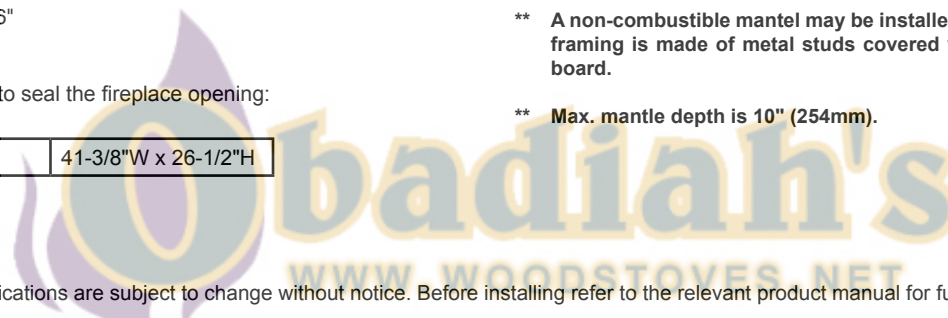 6"
to seal the fireplace opening:
41-3/8"W x 26-1/2"H
** A non-combustible mantel may be installe
framing is made of metal studs covered
board.
** Max. mantle depth is 10" (254mm).
Obadiah's
WWW.WOODSTOVES.NET
ications are subject to change without notice. Before installing refer to the relevant product manual for fu